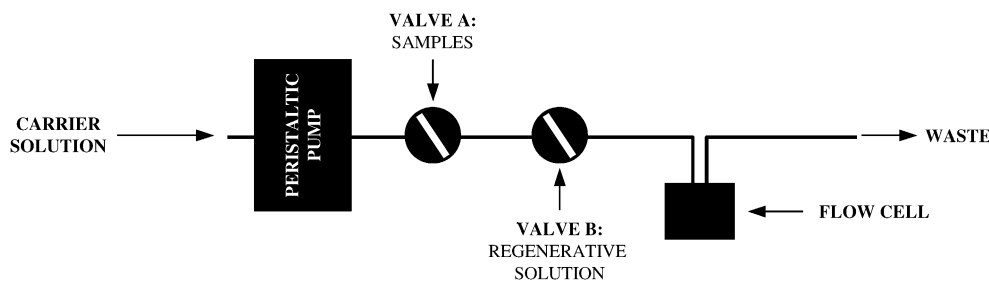 VALVE A:
SAMPLES
CARRIER
SOLUTION
PERISTALTIC
PUMP
WASTE
FLOW CELL
VALVE B:
REGENERATIVE
SOLUTION